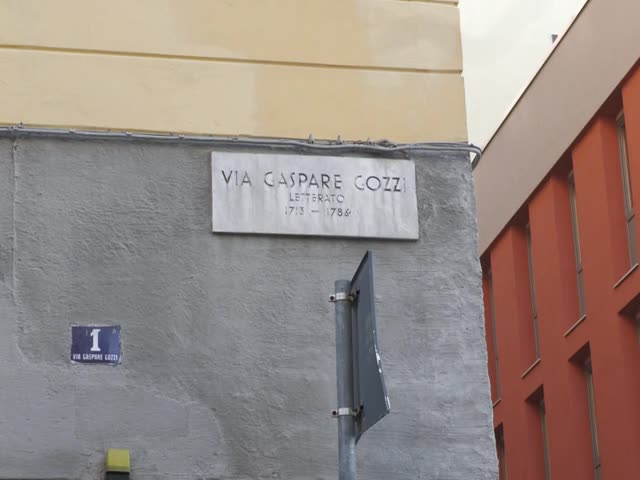 VIA GASPARE GOZZI
LETTERATO
1713 - 1786
1
VIA GASPARE GOZZI